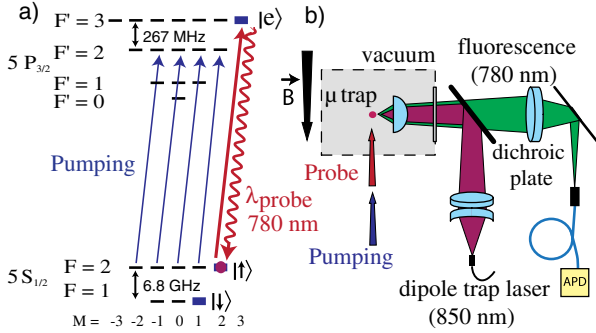 a)
F' = 3
|e⟩
267 MHz
F' = 2
5 P3/2
F' = 1
F' = 0
Pumping
λprobe
780 nm
F = 2
|↑⟩
5 S1/2
6.8 GHz
F = 1
|↓⟩
M = -3 -2 -1 0 1 2 3
b)
fluorescence
(780 nm)
vacuum
B
μ trap
Probe
dichroic
plate
Pumping
dipole trap laser
(850 nm)
APD